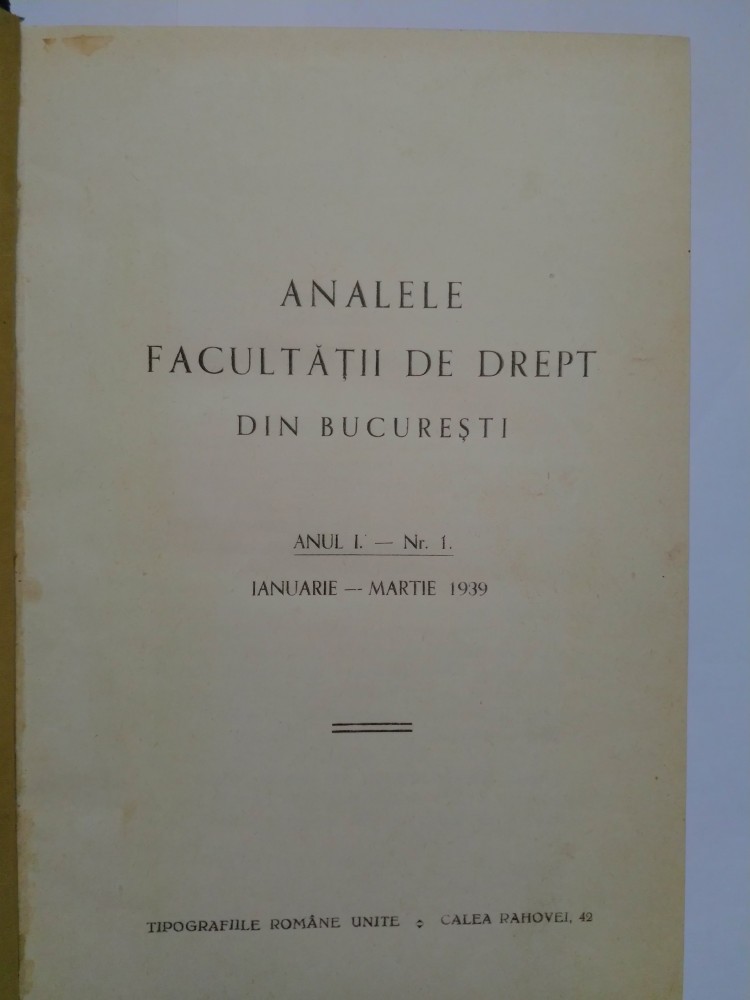 ANALELE
FACULTĂȚII DE DREPT
DIN BUCUREȘTI
ANUL I. — Nr. 1.
IANUARIE — MARTIE 1939
TIPOGRAFIILE ROMÂNE UNITE ⬨ CALEA RAHOVEI, 42